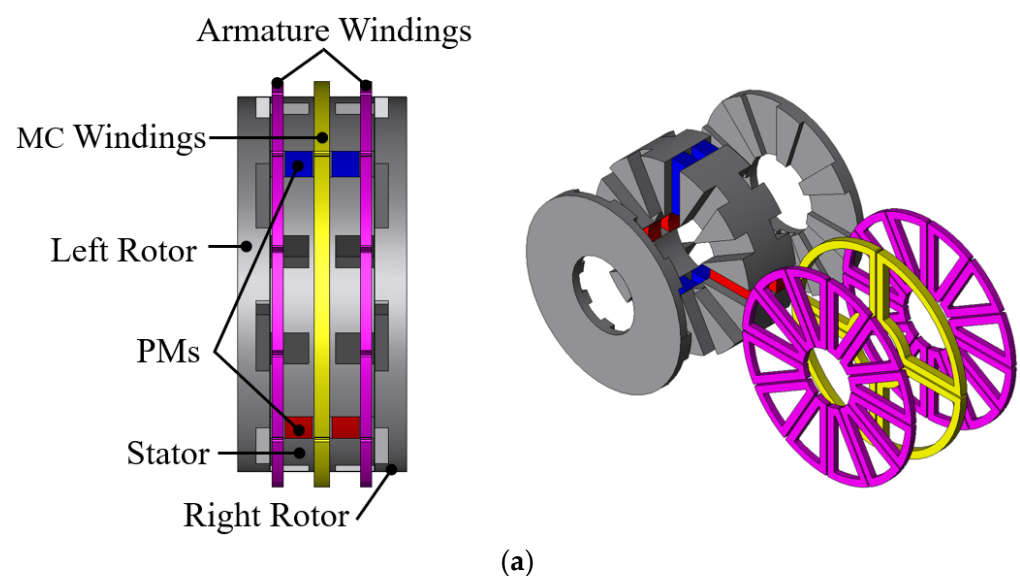 Armature Windings
MC Windings
Left Rotor
PMs
Stator
Right Rotor
(a)